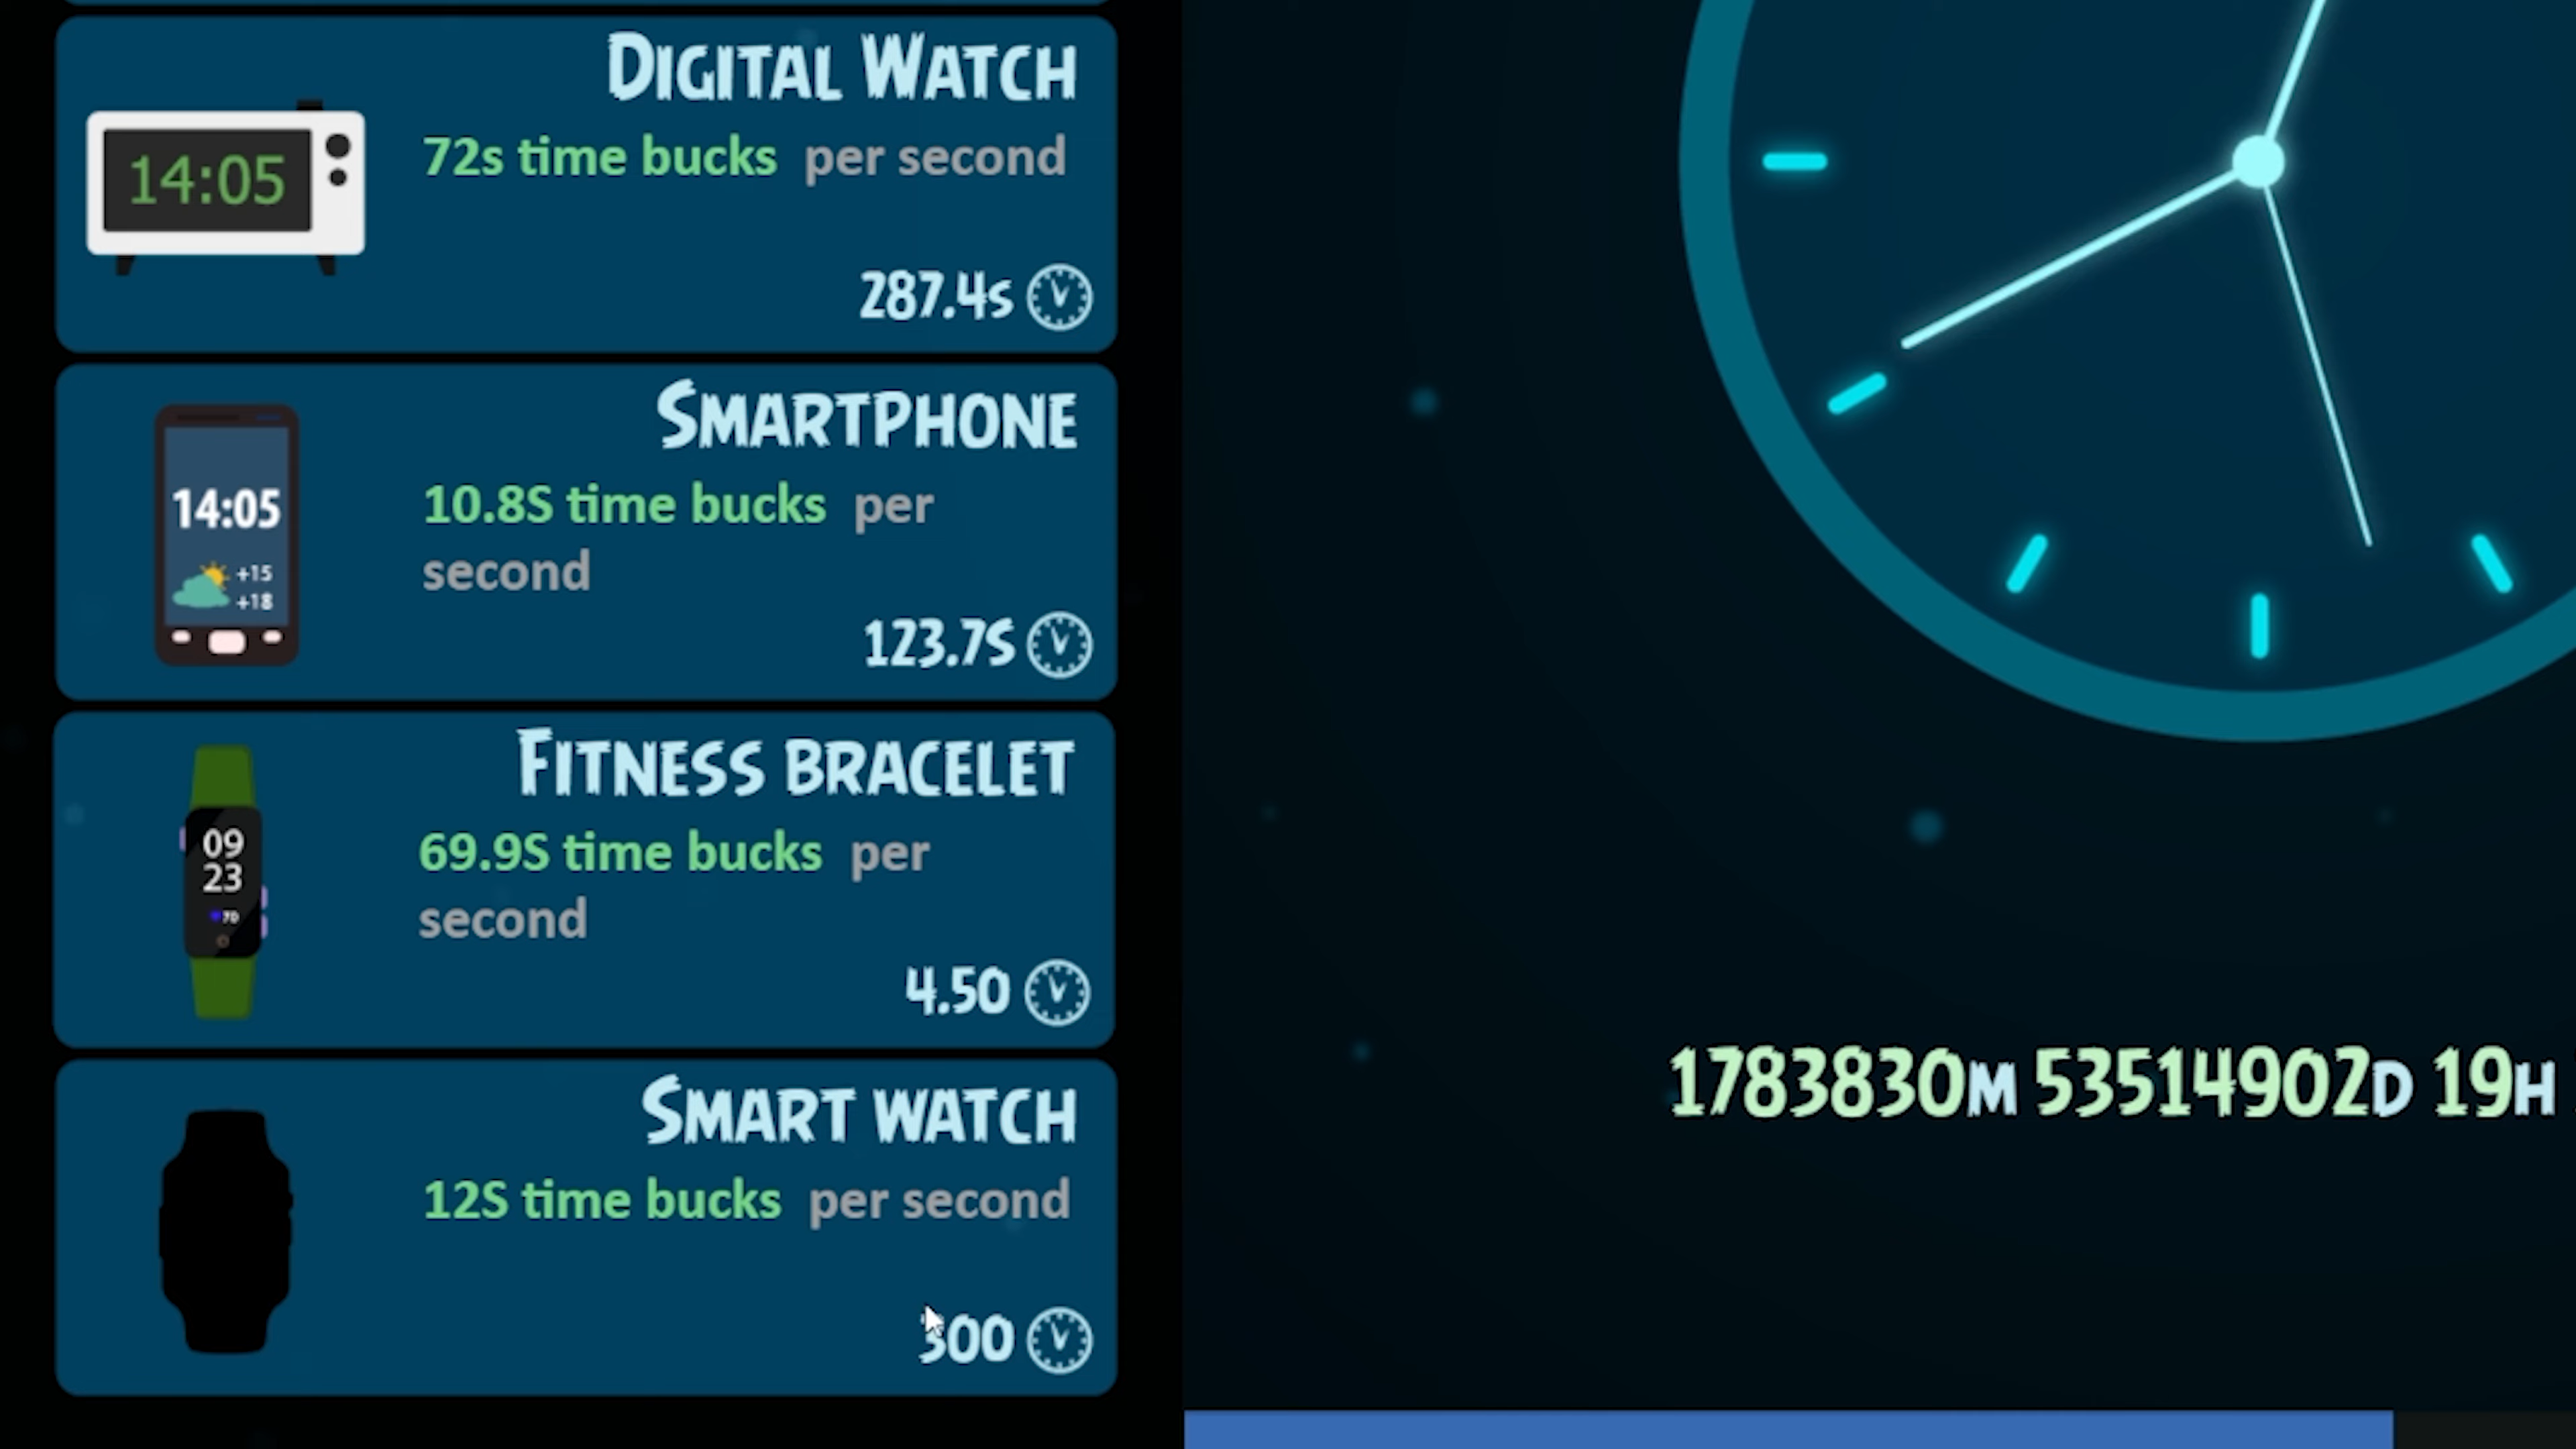 Digital Watch
14:05
72s time bucks per second
287.4s
Smartphone
14:05
+15
+18
10.8S time bucks per
second
123.7S
Fitness bracelet
09
23
70
69.9S time bucks per
second
4.50
Smart watch
12S time bucks per second
300
1783830M 53514902D 19H